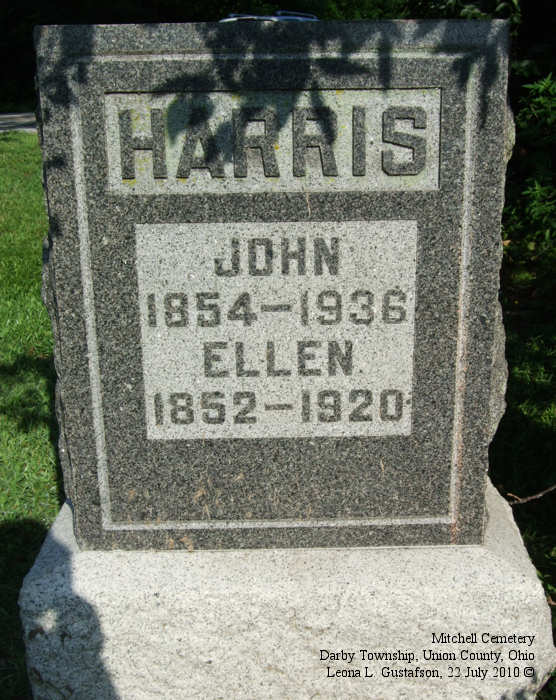 HARRIS
JOHN
1854–1936
ELLEN
1852–1920
Mitchell Cemetery
Darby Township, Union County, Ohio
Leona L. Gustafson, 22 July 2010 ©